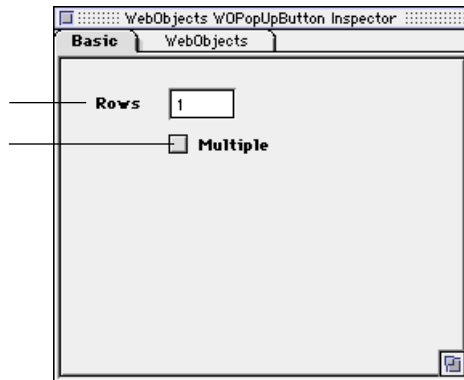 WebObjects WOPopUpButton Inspector
Basic WebObjects
Rows 1
Multiple